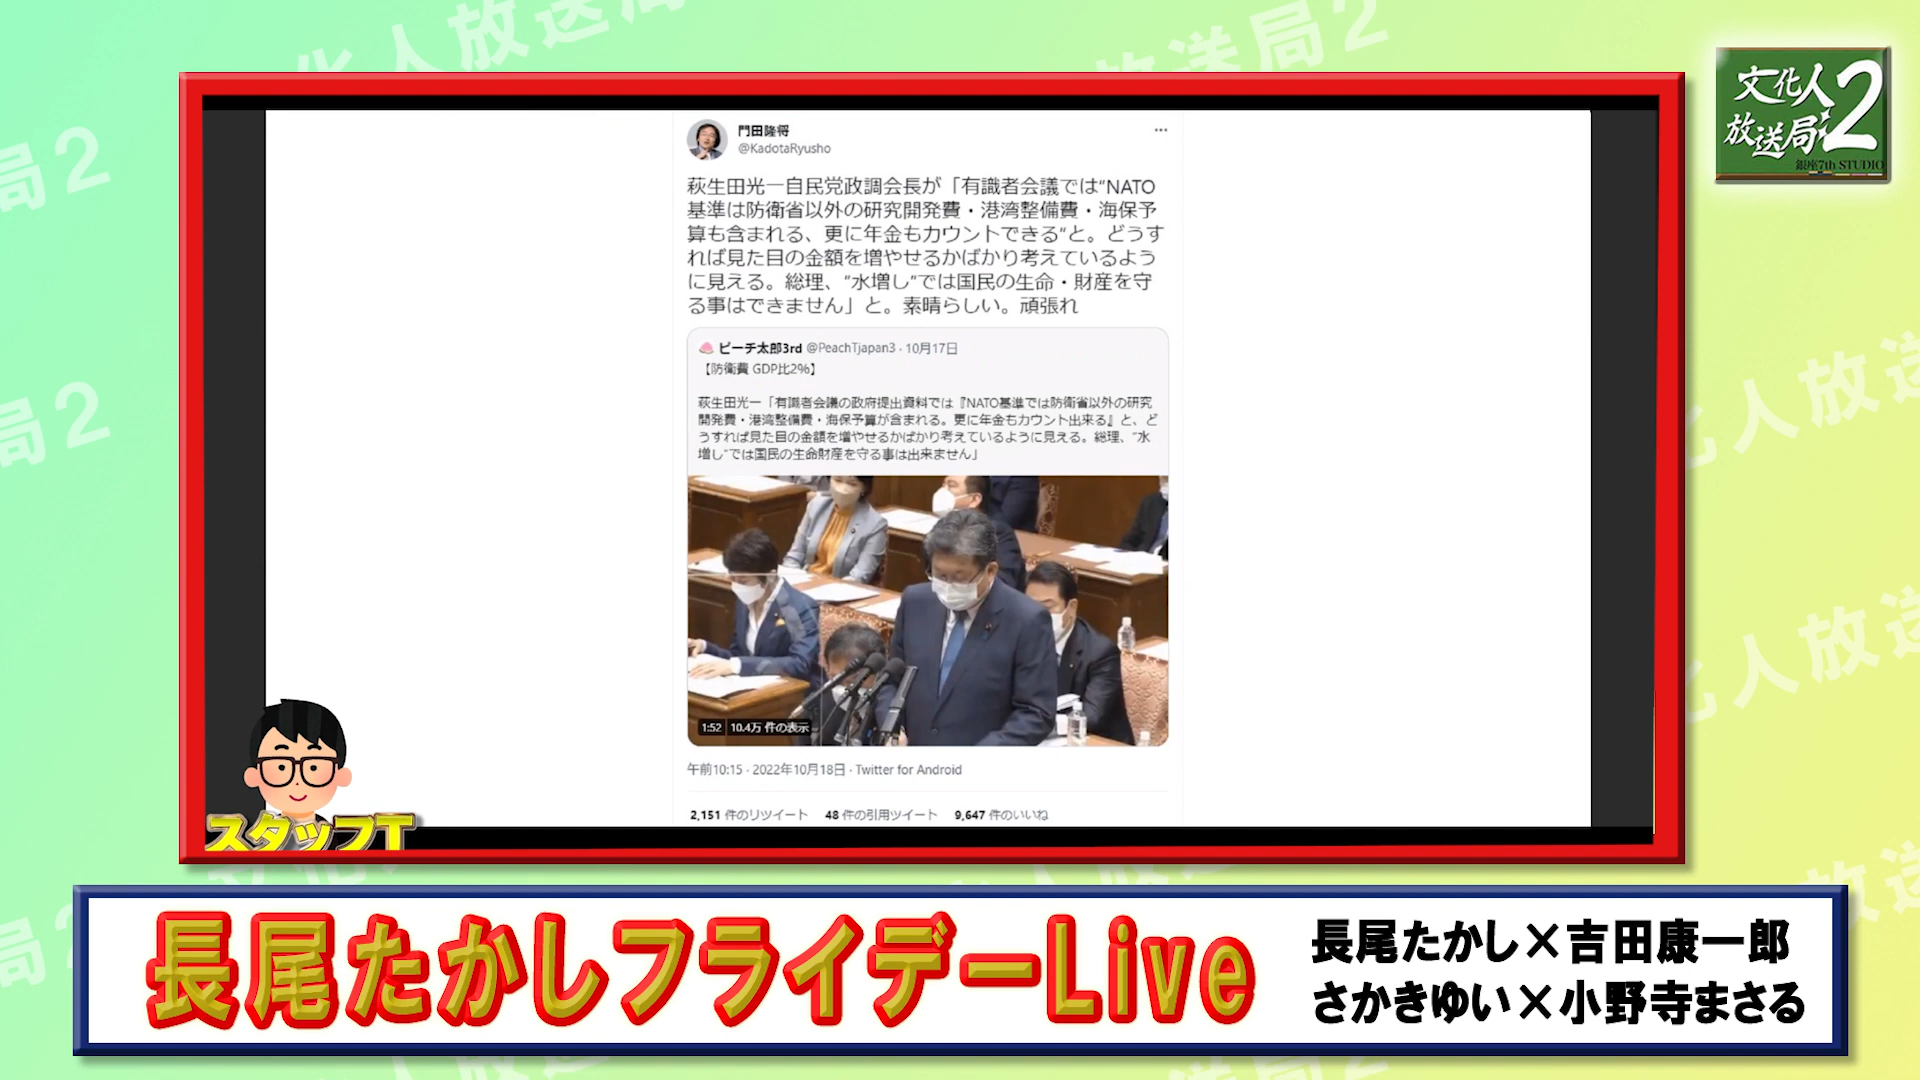 文化人放送局2
銀座7th STUDIO
門田隆将
@KadotaRyusho
萩生田光一自民党政調会長が「有識者会議では"NATO
基準は防衛省以外の研究開発費・港湾整備費・海保予
算も含まれる、更に年金もカウントできる"と。どうす
れば見た目の金額を増やせるかばかり考えているよう
に見える。総理、"水増し"では国民の生命・財産を守
る事はできません」と。素晴らしい。頑張れ
ピーチ太郎3rd @PeachTjapan3 · 10月17日
【防衛費 GDP比2%】
萩生田光一「有識者会議の政府提出資料では『NATO基準では防衛省以外の研究
開発費・港湾整備費・海保予算が含まれる。更に年金もカウント出来る』と、ど
うすれば見た目の金額を増やせるかばかり考えているように見える。総理、"水
増し"では国民の生命財産を守る事は出来ません」
1:52 10.4万 件の表示
午前10:15 · 2022年10月18日 · Twitter for Android
2,151 件のリツイート 48 件の引用ツイート 9,647 件のいいね
スタッフT
長尾たかしフライデーLive
長尾たかし×吉田康一郎
さかきゆい×小野寺まさる